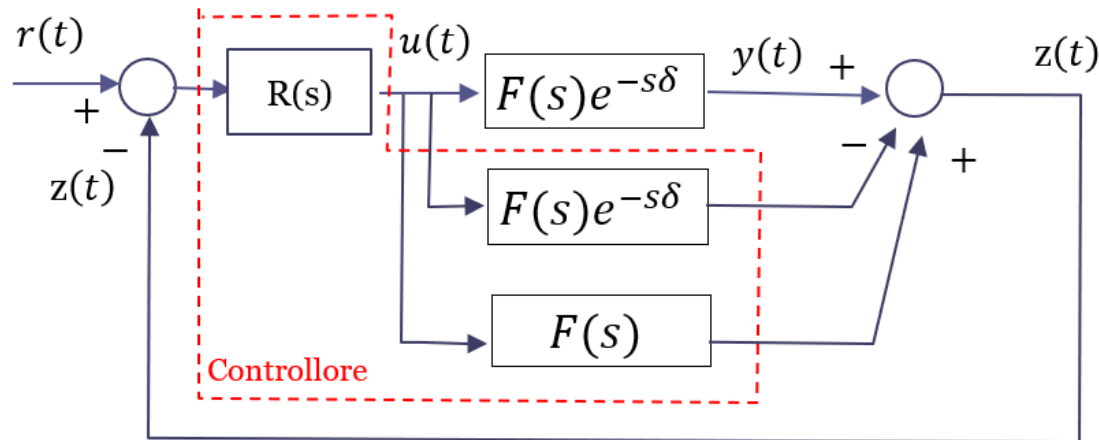 r(t)
+
−
z(t)
R(s)
u(t)
F(s)e^{-sδ}
y(t)
+
z(t)
F(s)e^{-sδ}
−
+
F(s)
Controllore